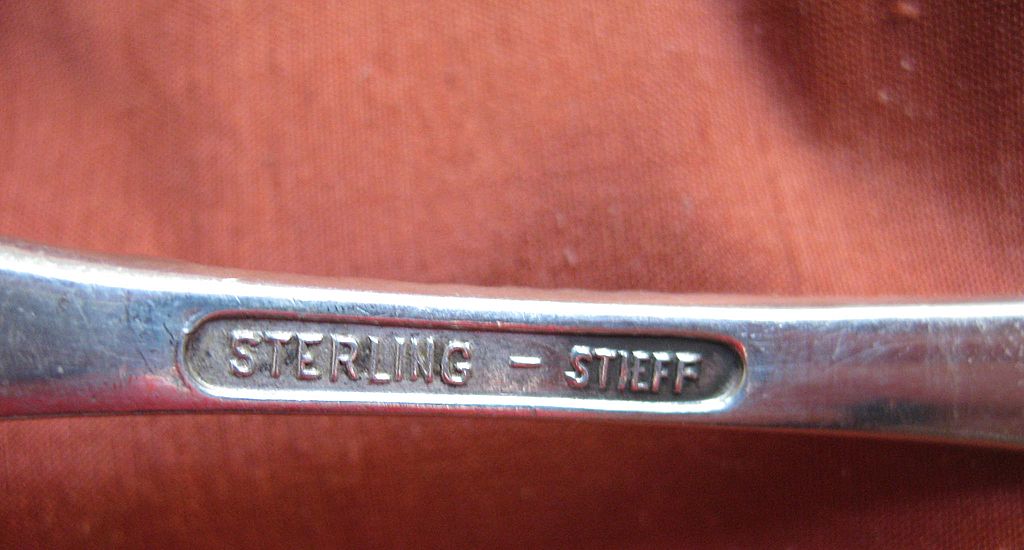 STERLING - STIEFF